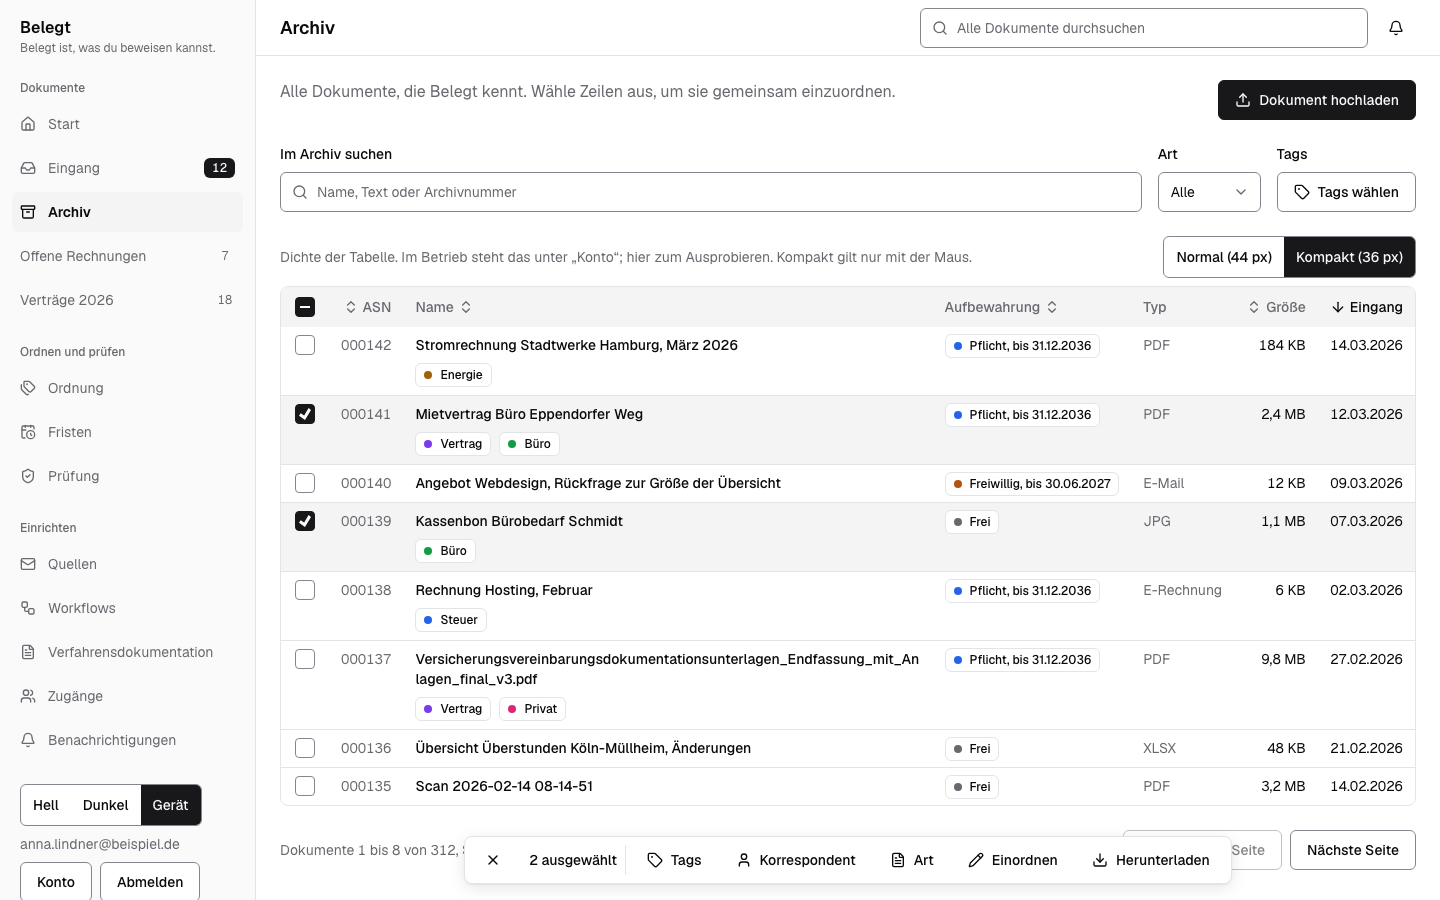 Belegt
Belegt ist, was du beweisen kannst.
Dokumente
Start
Eingang 12
Archiv
Offene Rechnungen 7
Verträge 2026 18
Ordnen und prüfen
Ordnung
Fristen
Prüfung
Einrichten
Quellen
Workflows
Verfahrensdokumentation
Zugänge
Benachrichtigungen
Hell Dunkel Gerät
anna.lindner@beispiel.de
Konto Abmelden
Archiv
Alle Dokumente durchsuchen
Alle Dokumente, die Belegt kennt. Wähle Zeilen aus, um sie gemeinsam einzuordnen.
Dokument hochladen
Im Archiv suchen Art Tags
Name, Text oder Archivnummer Alle Tags wählen
Dichte der Tabelle. Im Betrieb steht das unter „Konto“; hier zum Ausprobieren. Kompakt gilt nur mit der Maus.
Normal (44 px) Kompakt (36 px)
ASN Name Aufbewahrung Typ Größe Eingang
000142 Stromrechnung Stadtwerke Hamburg, März 2026 Pflicht, bis 31.12.2036 PDF 184 KB 14.03.2026
Energie
000141 Mietvertrag Büro Eppendorfer Weg Pflicht, bis 31.12.2036 PDF 2,4 MB 12.03.2026
Vertrag Büro
000140 Angebot Webdesign, Rückfrage zur Größe der Übersicht Freiwillig, bis 30.06.2027 E-Mail 12 KB 09.03.2026
000139 Kassenbon Bürobedarf Schmidt Frei JPG 1,1 MB 07.03.2026
Büro
000138 Rechnung Hosting, Februar Pflicht, bis 31.12.2036 E-Rechnung 6 KB 02.03.2026
Steuer
000137 Versicherungsvereinbarungsdokumentationsunterlagen_Endfassung_mit_An Pflicht, bis 31.12.2036 PDF 9,8 MB 27.02.2026
lagen_final_v3.pdf
Vertrag Privat
000136 Übersicht Überstunden Köln-Müllheim, Änderungen Frei XLSX 48 KB 21.02.2026
000135 Scan 2026-02-14 08-14-51 Frei PDF 3,2 MB 14.02.2026
Dokumente 1 bis 8 von 312, Seite Nächste Seite
2 ausgewählt Tags Korrespondent Art Einordnen Herunterladen